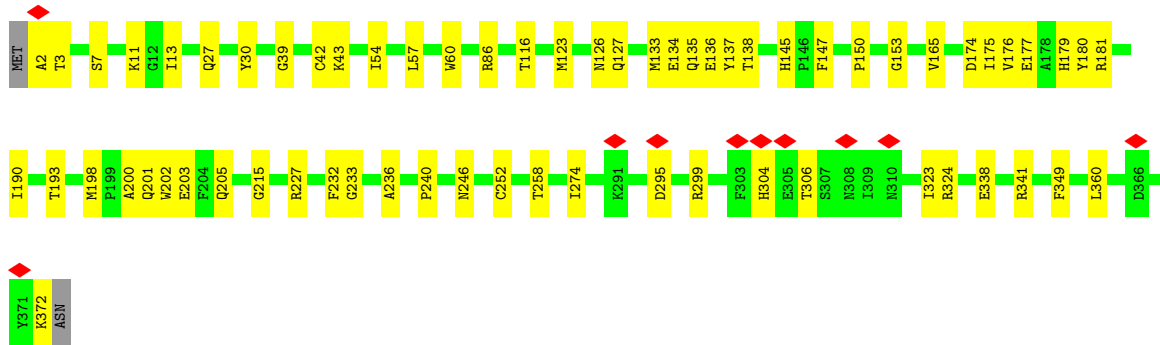 MET A2 T3 S7 K11 G12 I13 Q27 Y30 G39 C42 K43 I54 L57 W60 R86 T116 M123 N126 Q127 M133 E134 Q135 E136 Y137 T138 H145 P146 F147 P150 G153 V165 D174 I175 V176 E177 A178 H179 Y180 R181
I190 T193 M198 P199 A200 Q201 W202 E203 F204 Q205 G215 R227 F232 G233 A236 P240 N246 C252 T258 I274 K291 D295 R299 F303 H304 E305 T306 S307 N308 I309 N310 I323 R324 E338 R341 F349 L360 D366
Y371 K372 ASN